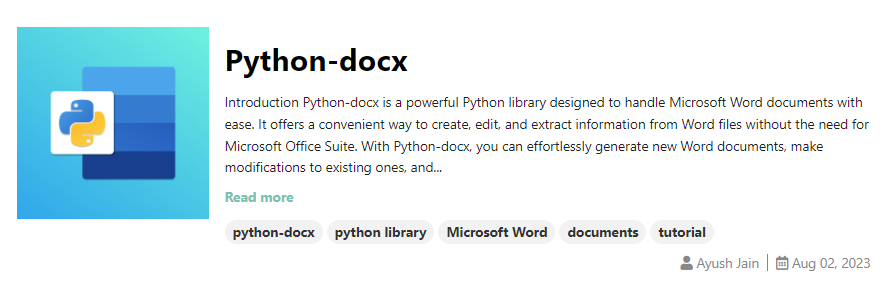 Python-docx
Introduction Python-docx is a powerful Python library designed to handle Microsoft Word documents with
ease. It offers a convenient way to create, edit, and extract information from Word files without the need for
Microsoft Office Suite. With Python-docx, you can effortlessly generate new Word documents, make
modifications to existing ones, and...
Read more
python-docx python library Microsoft Word documents tutorial
Ayush Jain | Aug 02, 2023